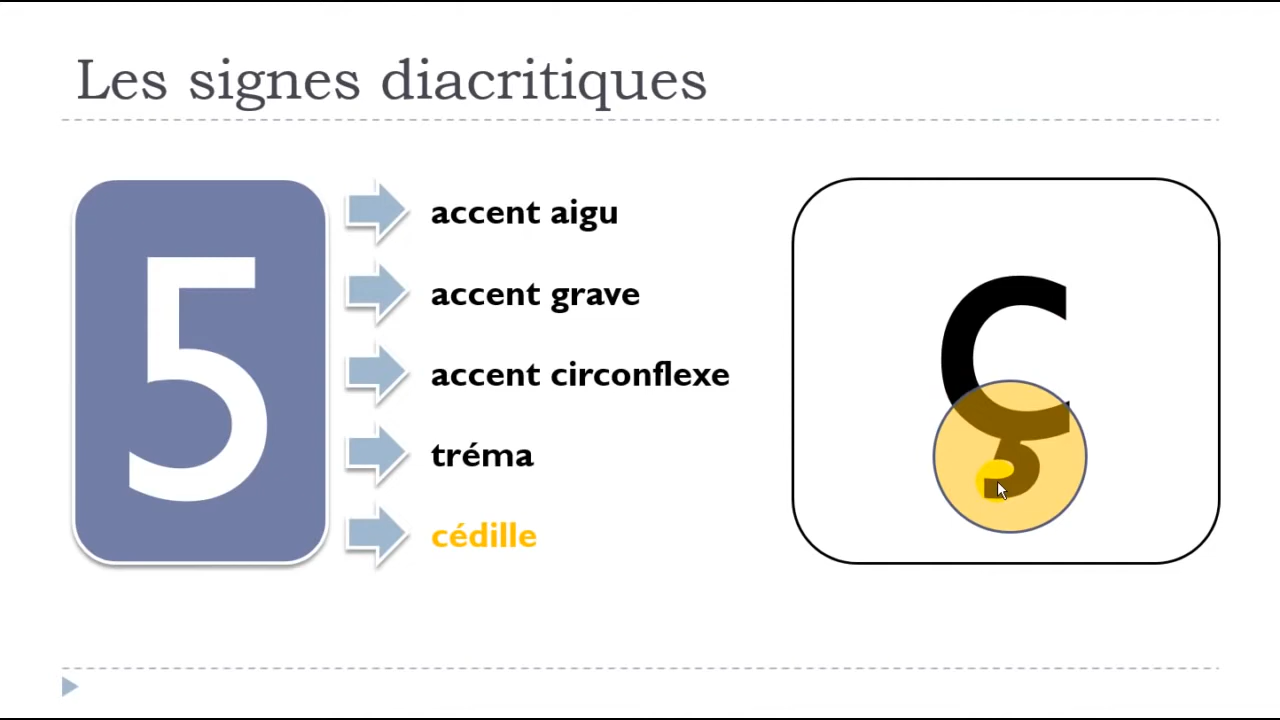 Les signes diacritiques
5
accent aigu
accent grave
accent circonflexe
tréma
cédille
ç